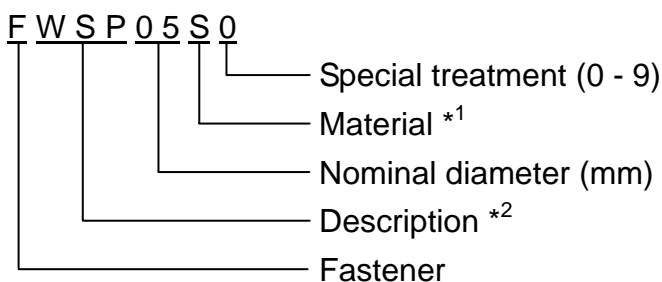 F W S P 0 5 S 0
Special treatment (0 - 9)
Material *1
Nominal diameter (mm)
Description *2
Fastener